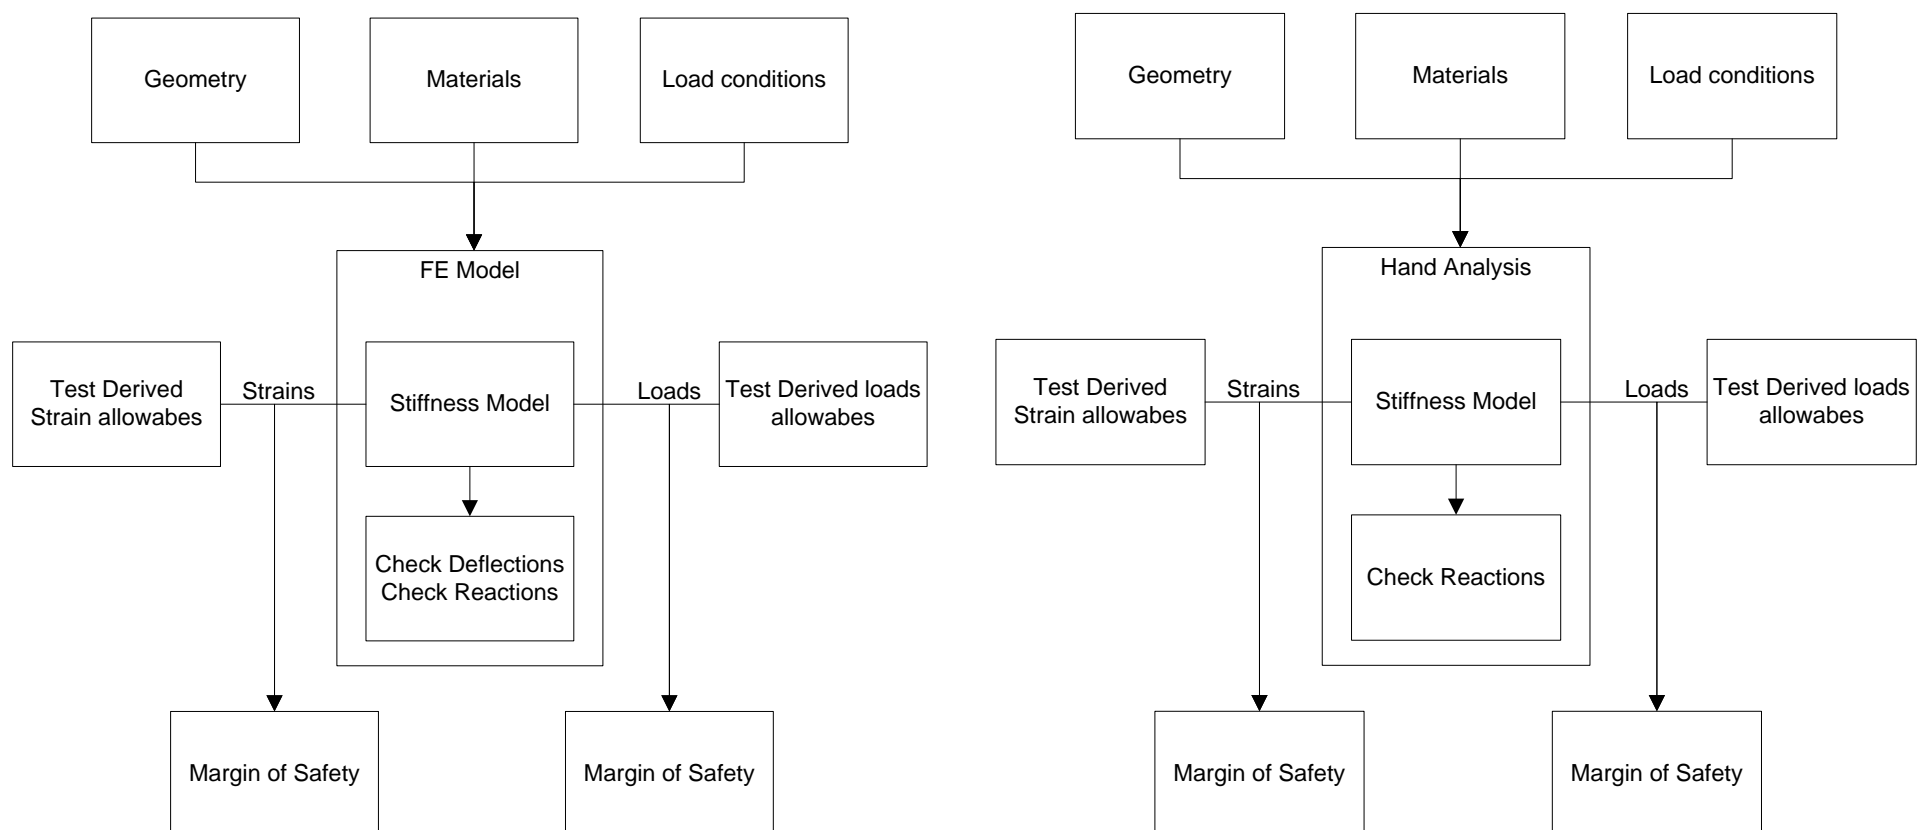 Geometry
Materials
Load conditions
FE Model
Test Derived
Strain allowabes
Strains
Stiffness Model
Loads
Test Derived loads
allowabes
Check Deflections
Check Reactions
Margin of Safety
Margin of Safety
Geometry
Materials
Load conditions
Hand Analysis
Test Derived
Strain allowabes
Strains
Stiffness Model
Loads
Test Derived loads
allowabes
Check Reactions
Margin of Safety
Margin of Safety